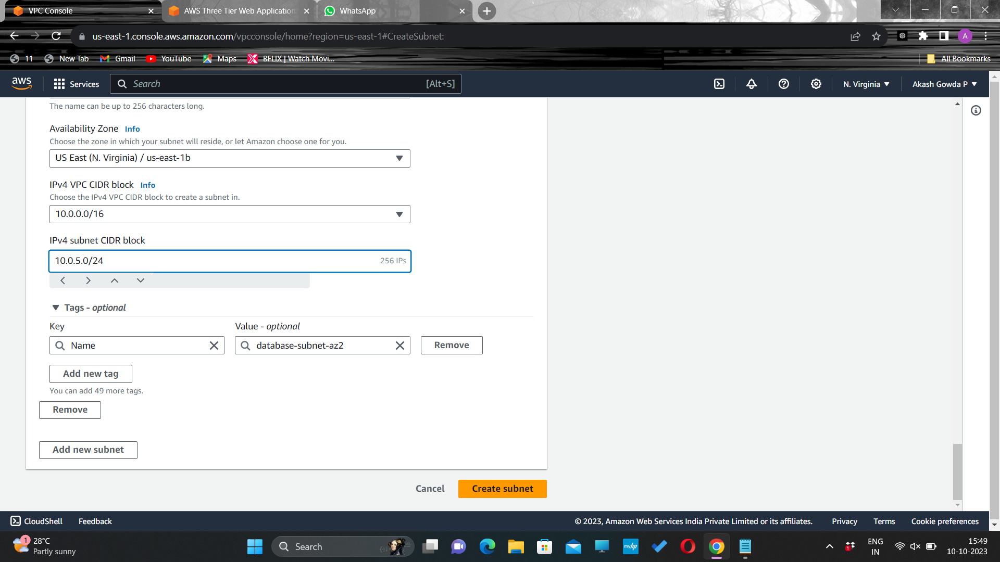 VPC Console
AWS Three Tier Web Application
WhatsApp
us-east-1.console.aws.amazon.com/vpcconsole/home?region=us-east-1#CreateSubnet:
A
11
New Tab
Gmail
YouTube
Maps
BFLIX | Watch Movi...
All Bookmarks
aws
Services
Search
[Alt+S]
N. Virginia
Akash Gowda P
The name can be up to 256 characters long.
Availability Zone Info
Choose the zone in which your subnet will reside, or let Amazon choose one for you.
US East (N. Virginia) / us-east-1b
IPv4 VPC CIDR block Info
Choose the IPv4 VPC CIDR block to create a subnet in.
10.0.0.0/16
IPv4 subnet CIDR block
10.0.5.0/24
256 IPs
Tags - optional
Key
Value - optional
Name
database-subnet-az2
Remove
Add new tag
You can add 49 more tags.
Remove
Add new subnet
Cancel
Create subnet
CloudShell
Feedback
© 2023, Amazon Web Services India Private Limited or its affiliates.
Privacy
Terms
Cookie preferences
1
28°C
Partly sunny
Search
myhp
1
ENG
IN
15:49
10-10-2023